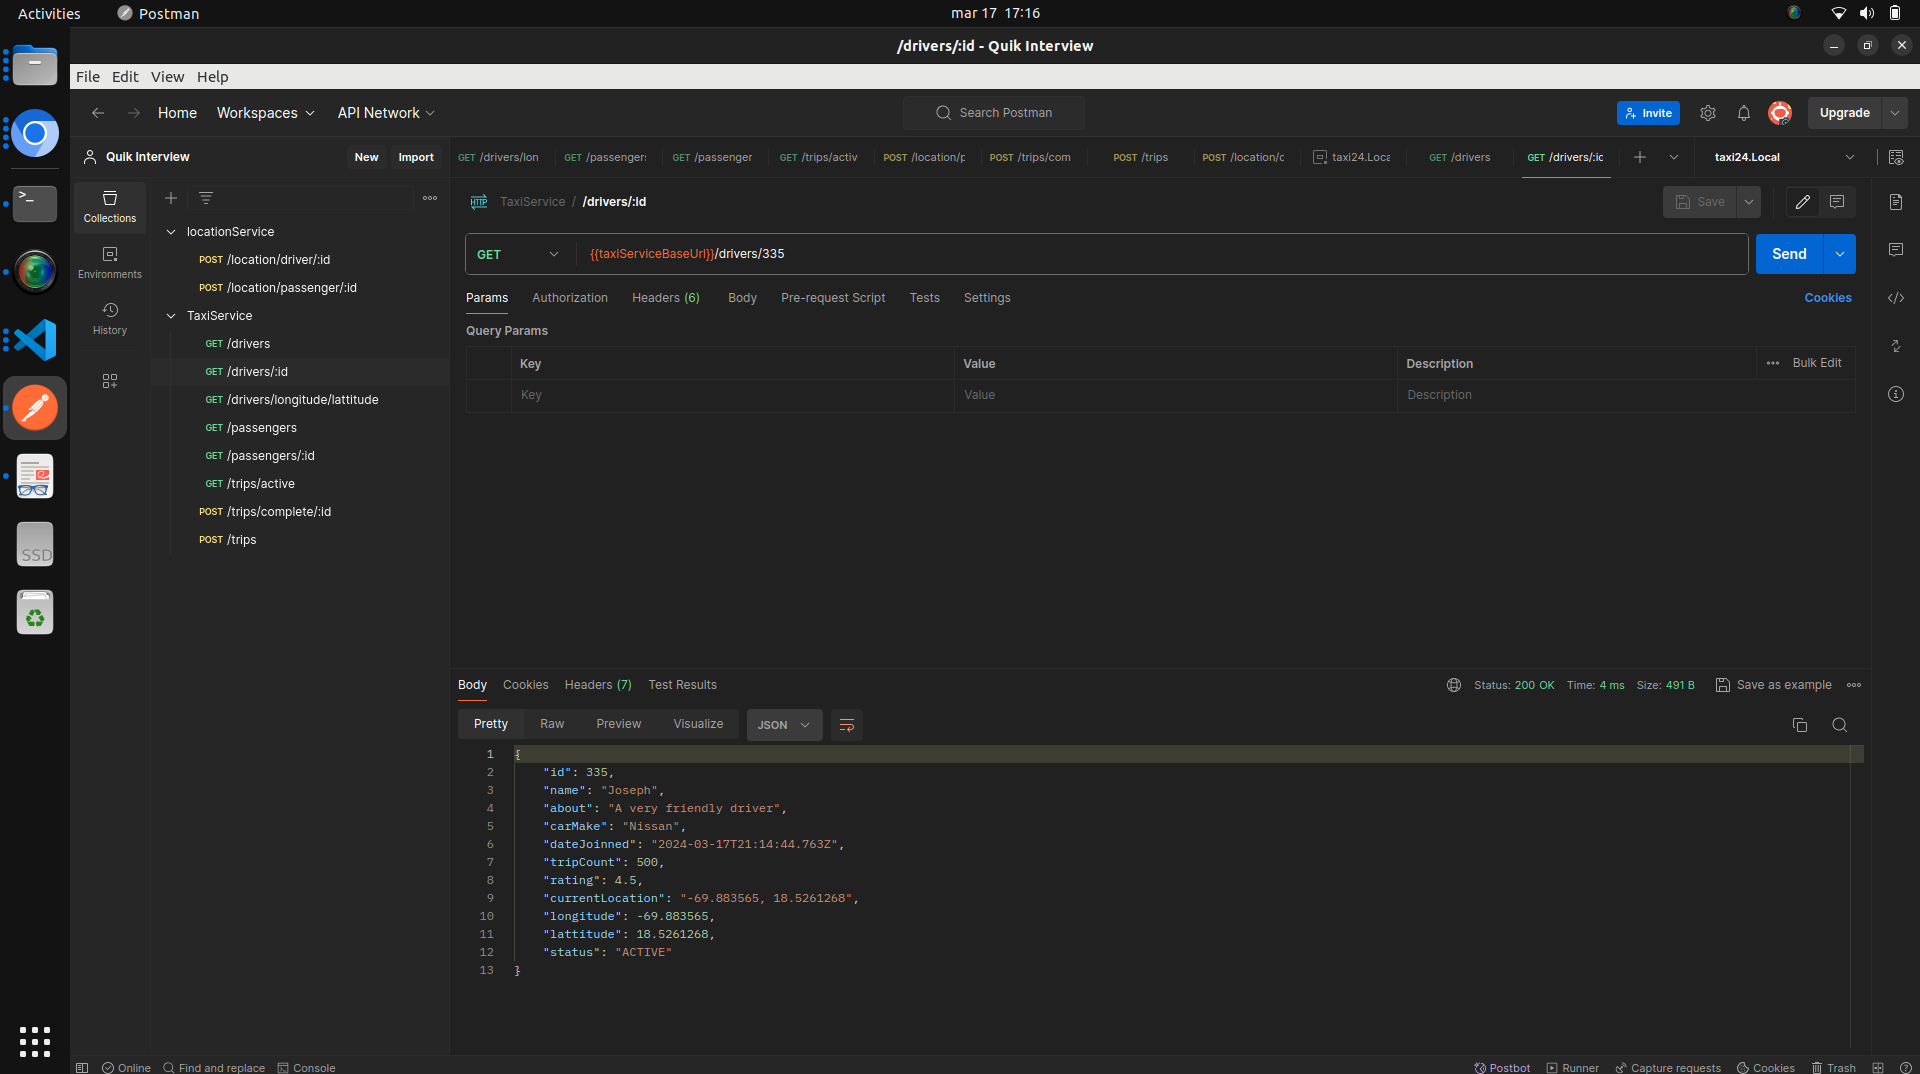 Activities
Postman
mar 17 17:16
/drivers/:id - Quik Interview
File Edit View Help
Home Workspaces API Network
Search Postman
Invite
Upgrade
Quik Interview
New Import
GET /drivers/lon
GET /passengers
GET /passenger
GET /trips/activ
POST /location/p
POST /trips/com
POST /trips
POST /location/c
taxi24.Loca
GET /drivers
GET /drivers/:ic
taxi24.Local
Collections
Environments
History
locationService
POST /location/driver/:id
POST /location/passenger/:id
TaxiService
GET /drivers
GET /drivers/:id
GET /drivers/longitude/lattitude
GET /passengers
GET /passengers/:id
GET /trips/active
POST /trips/complete/:id
POST /trips
SSD
HTTP TaxiService / /drivers/:id
Save
GET {{taxiServiceBaseUrl}}/drivers/335
Send
Params Authorization Headers (6) Body Pre-request Script Tests Settings
Cookies
Query Params
Key Value Description Bulk Edit
Key Value Description
Body Cookies Headers (7) Test Results
Status: 200 OK Time: 4 ms Size: 491 B Save as example
Pretty Raw Preview Visualize JSON
1 {
2 "id": 335,
3 "name": "Joseph",
4 "about": "A very friendly driver",
5 "carMake": "Nissan",
6 "dateJoinned": "2024-03-17T21:14:44.763Z",
7 "tripCount": 500,
8 "rating": 4.5,
9 "currentLocation": "-69.883565, 18.5261268",
10 "longitude": -69.883565,
11 "lattitude": 18.5261268,
12 "status": "ACTIVE"
13 }
Online Find and replace Console
Postbot Runner Capture requests Cookies Trash